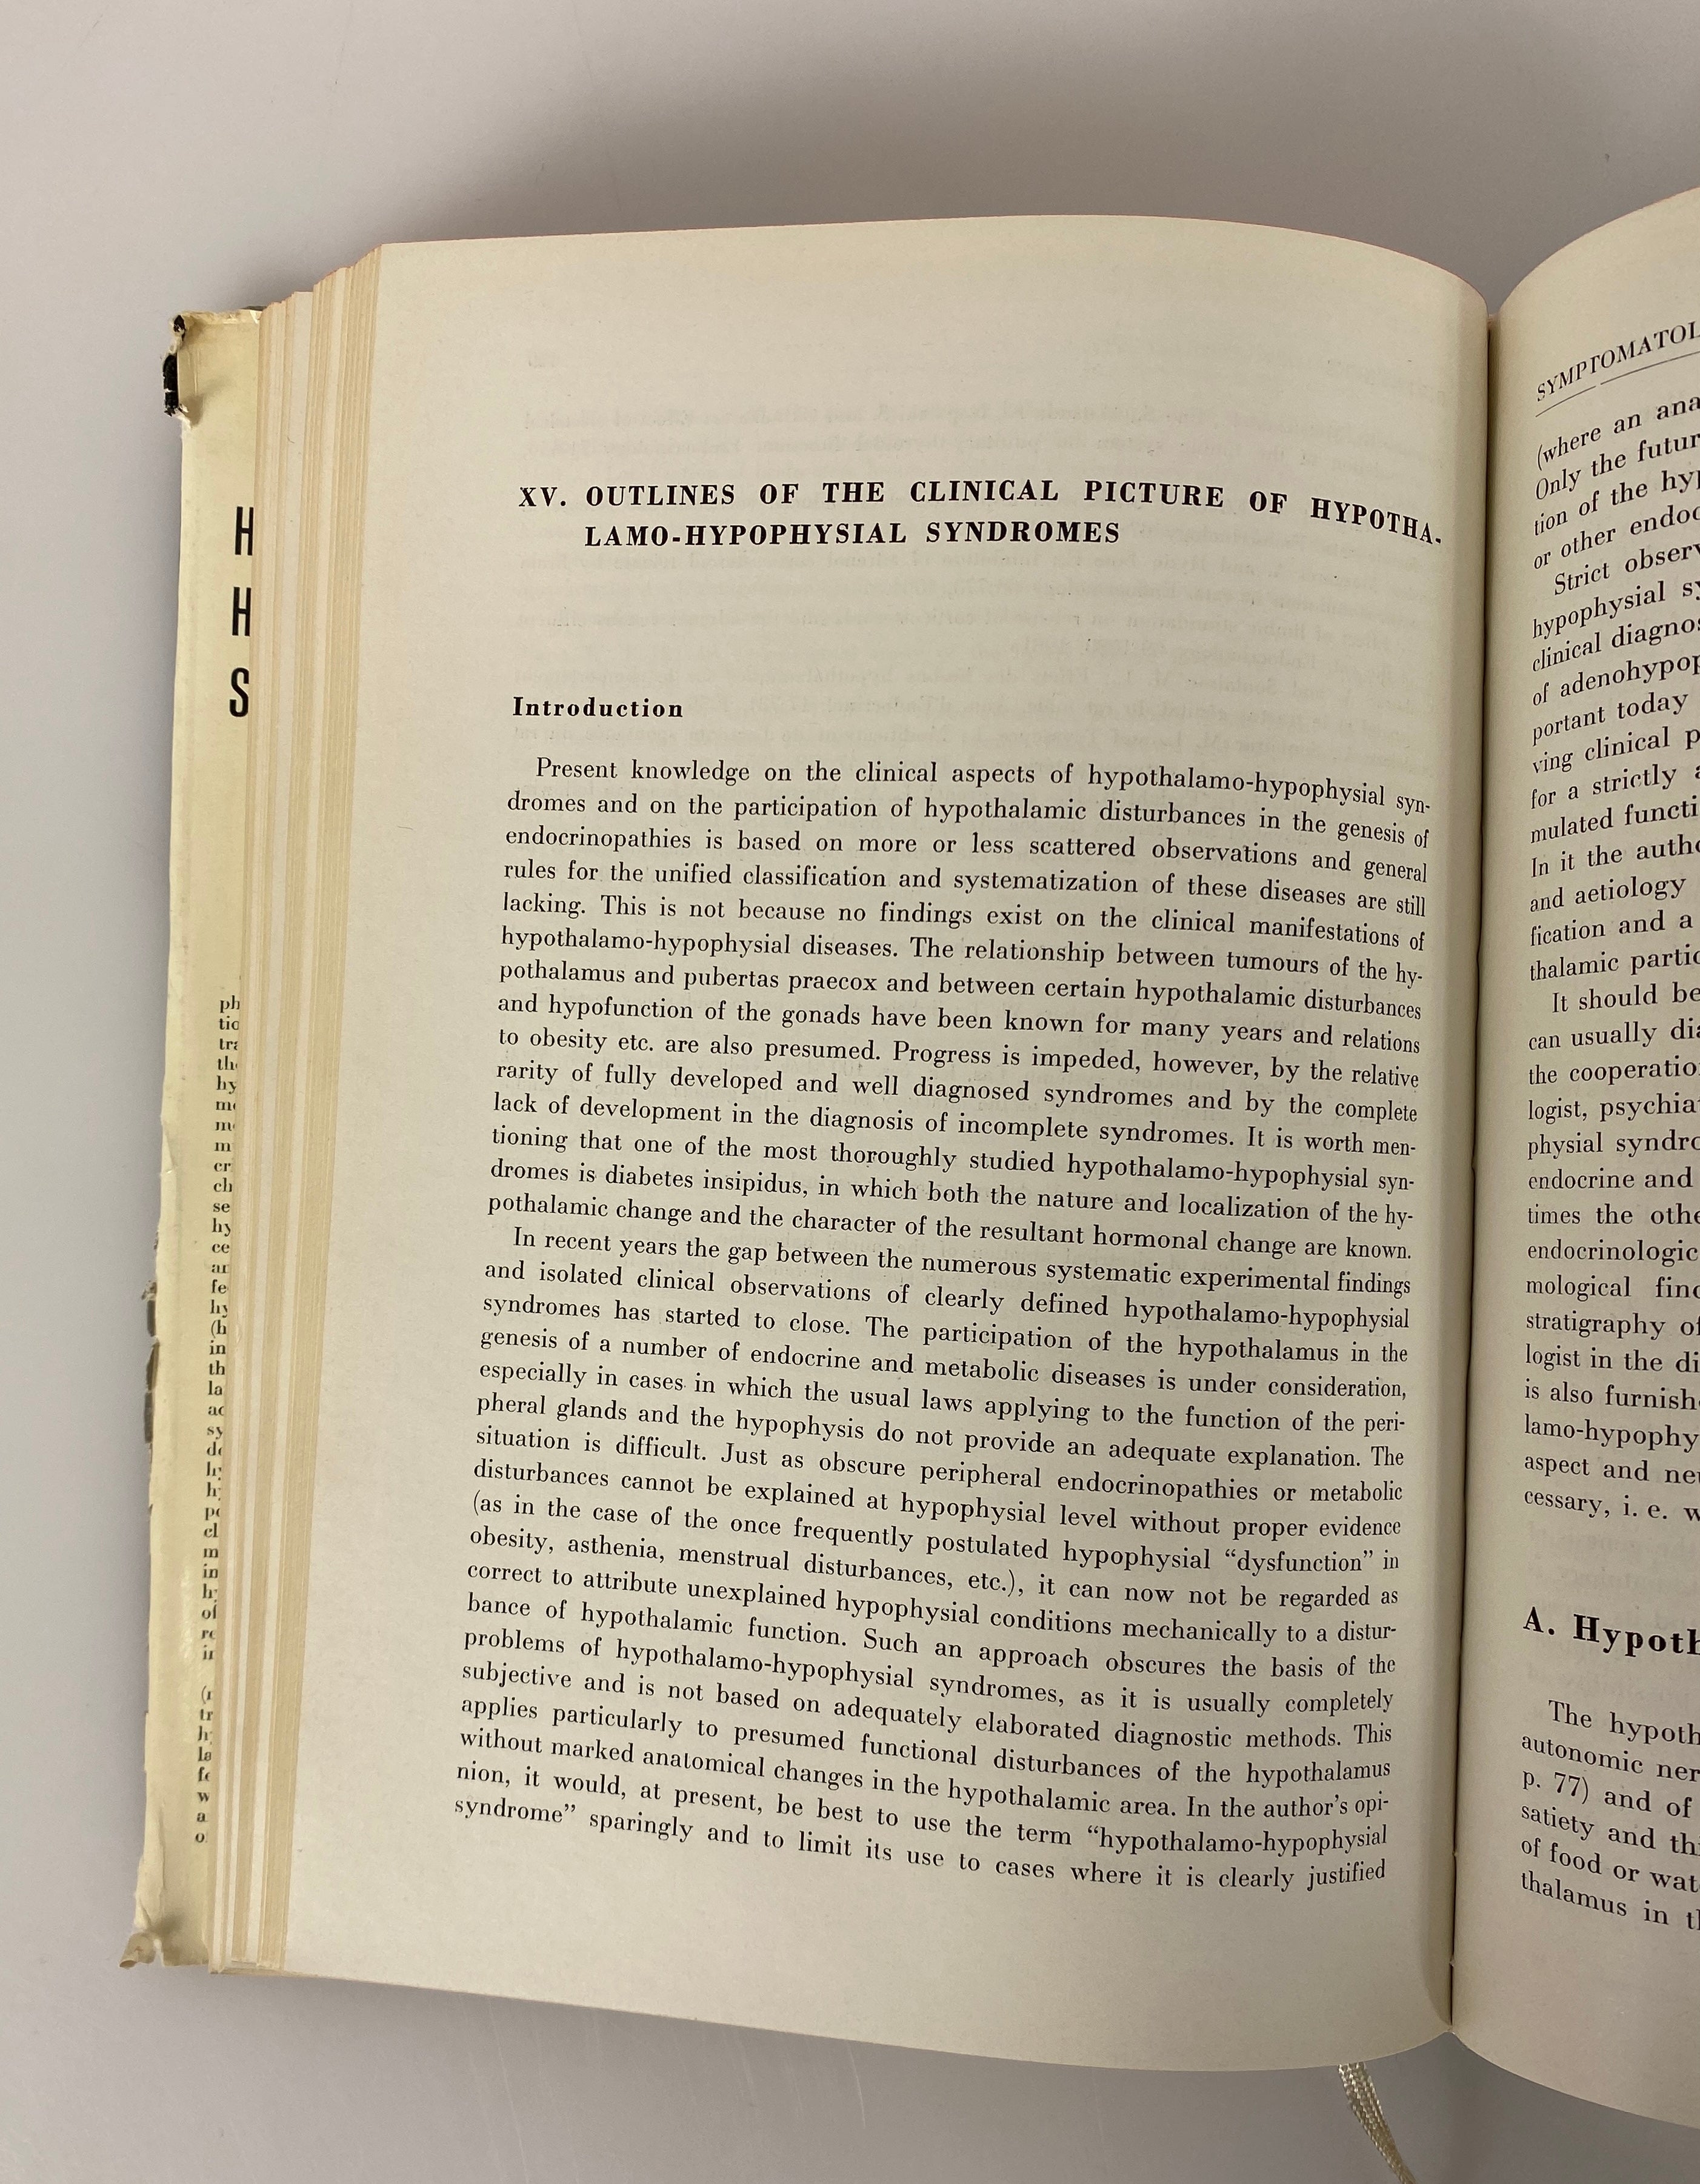 H
H
S
XV. OUTLINES OF THE CLINICAL PICTURE OF HYPOTHA-
LAMO-HYPOPHYSIAL SYNDROMES
Introduction
Present knowledge on the clinical aspects of hypothalamo-hypophysial syn-
dromes and on the participation of hypothalamic disturbances in the genesis of
endocrinopathies is based on more or less scattered observations and general
rules for the unified classification and systematization of these diseases are still
lacking. This is not because no findings exist on the clinical manifestations of
hypothalamo-hypophysial diseases. The relationship between tumours of the hy-
pothalamus and pubertas praecox and between certain hypothalamic disturbances
and hypofunction of the gonads have been known for many years and relations
to obesity etc. are also presumed. Progress is impeded, however, by the relative
rarity of fully developed and well diagnosed syndromes and by the complete
lack of development in the diagnosis of incomplete syndromes. It is worth men-
tioning that one of the most thoroughly studied hypothalamo-hypophysial syn-
dromes is diabetes insipidus, in which both the nature and localization of the hy-
pothalamic change and the character of the resultant hormonal change are known.
In recent years the gap between the numerous systematic experimental findings
and isolated clinical observations of clearly defined hypothalamo-hypophysial
syndromes has started to close. The participation of the hypothalamus in the
genesis of a number of endocrine and metabolic diseases is under consideration,
especially in cases in which the usual laws applying to the function of the peri-
pheral glands and the hypophysis do not provide an adequate explanation. The
situation is difficult. Just as obscure peripheral endocrinopathies or metabolic
disturbances cannot be explained at hypophysial level without proper evidence
(as in the case of the once frequently postulated hypophysial “dysfunction” in
obesity, asthenia, menstrual disturbances, etc.), it can now not be regarded as
correct to attribute unexplained hypophysial conditions mechanically to a distur-
bance of hypothalamic function. Such an approach obscures the basis of the
problems of hypothalamo-hypophysial syndromes, as it is usually completely
subjective and is not based on adequately elaborated diagnostic methods. This
applies particularly to presumed functional disturbances of the hypothalamus
without marked anatomical changes in the hypothalamic area. In the author's opi-
nion, it would, at present, be best to use the term “hypothalamo-hypophysial
syndrome” sparingly and to limit its use to cases where it is clearly justified
SYMPTOMATOL
(where an ana
Only the futur
tion of the hyp
or other endoc
Strict observ
hypophysial sy
clinical diagnos
of adenohypop
portant today
ving clinical p
for a strictly a
mulated functi
In it the autho
and aetiology
fication and a
thalamic partic
It should be
can usually dia
the cooperatio
logist, psychiat
physial syndro
endocrine and
times the othe
endocrinologic
mological find
stratigraphy of
logist in the di
is also furnish
lamo-hypophy
aspect and neu
cessary, i. e. w
A. Hypoth
The hypoth
autonomic ner
p. 77) and of
satiety and thi
of food or wat
thalamus in th